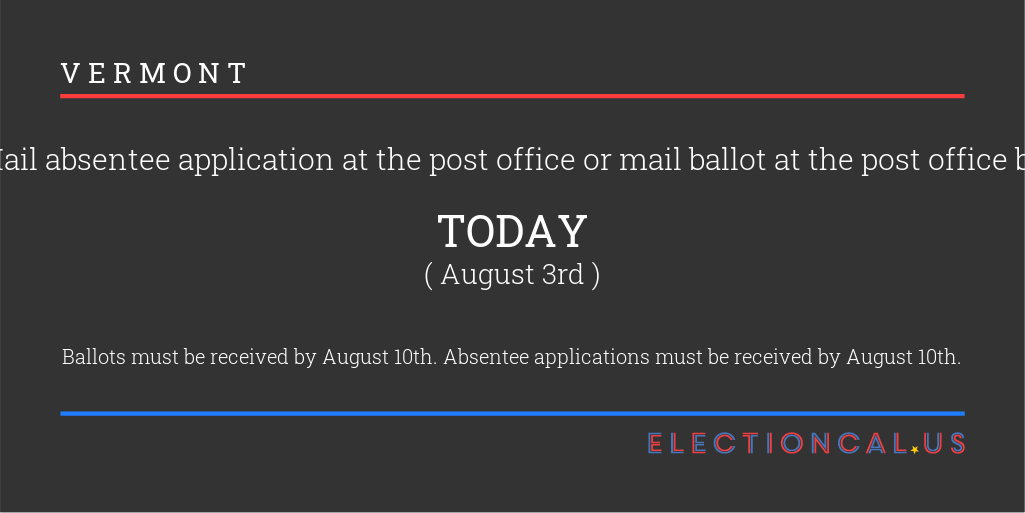 VERMONT
ail absentee application at the post office or mail ballot at the post office
TODAY
( August 3rd )
Ballots must be received by August 10th. Absentee applications must be received by August 10th.
ELECTIONCAL.US